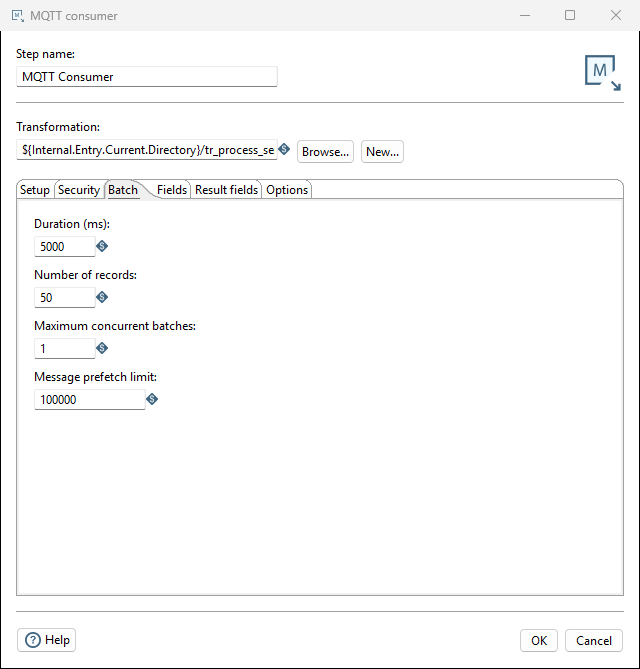 MQTT consumer
Step name:
MQTT Consumer
M
Transformation:
${Internal.Entry.Current.Directory}/tr_process_se
S
Browse...
New...
Setup
Security
Batch
Fields
Result fields
Options
Duration (ms):
5000
S
Number of records:
50
S
Maximum concurrent batches:
1
S
Message prefetch limit:
100000
S
? Help
OK
Cancel